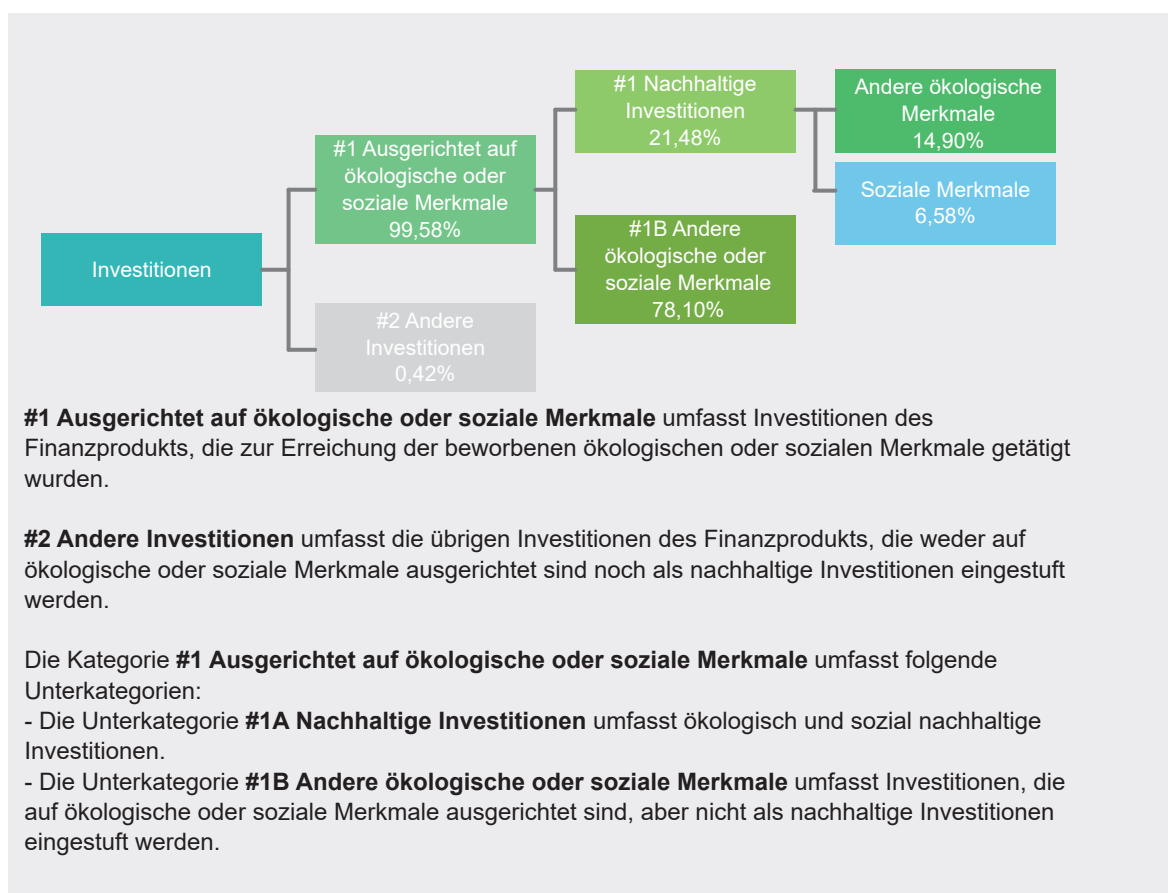 Investitionen
#1 Ausgerichtet auf
ökologische oder
soziale Merkmale
99,58%
#2 Andere
Investitionen
0,42%
#1 Nachhaltige
Investitionen
21,48%
#1B Andere
ökologische oder
soziale Merkmale
78,10%
Andere ökologische
Merkmale
14,90%
Soziale Merkmale
6,58%
#1 Ausgerichtet auf ökologische oder soziale Merkmale umfasst Investitionen des
Finanzprodukts, die zur Erreichung der beworbenen ökologischen oder sozialen Merkmale getätigt
wurden.
#2 Andere Investitionen umfasst die übrigen Investitionen des Finanzprodukts, die weder auf
ökologische oder soziale Merkmale ausgerichtet sind noch als nachhaltige Investitionen eingestuft
werden.
Die Kategorie #1 Ausgerichtet auf ökologische oder soziale Merkmale umfasst folgende
Unterkategorien:
- Die Unterkategorie #1A Nachhaltige Investitionen umfasst ökologisch und sozial nachhaltige
Investitionen.
- Die Unterkategorie #1B Andere ökologische oder soziale Merkmale umfasst Investitionen, die
auf ökologische oder soziale Merkmale ausgerichtet sind, aber nicht als nachhaltige Investitionen
eingestuft werden.